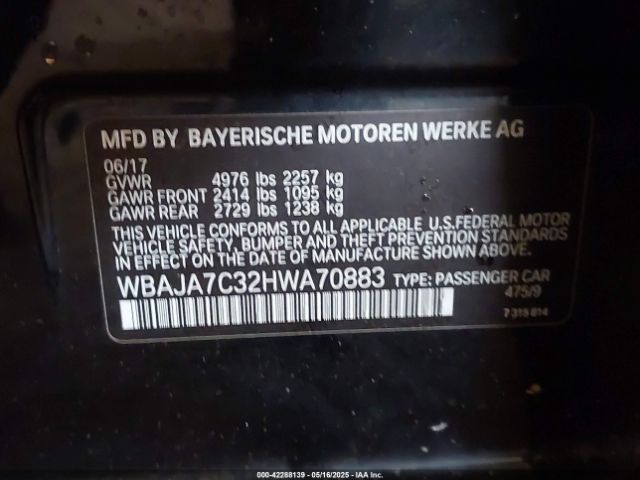 MFD BY BAYERISCHE MOTOREN WERKE AG
06/17
GVWR 4976 lbs 2257 kg
GAWR FRONT 2414 lbs 1095 kg
GAWR REAR 2729 lbs 1238 kg
THIS VEHICLE CONFORMS TO ALL APPLICABLE U.S.FEDERAL MOTOR
VEHICLE SAFETY, BUMPER AND THEFT PREVENTION STANDARDS
IN EFFECT ON THE DATE OF MANUFACTURE SHOWN ABOVE.
WBAJA7C32HWA70883 TYPE: PASSENGER CAR
475/9
7 315 614
000-42288139 - 05/16/2025 - IAA Inc.